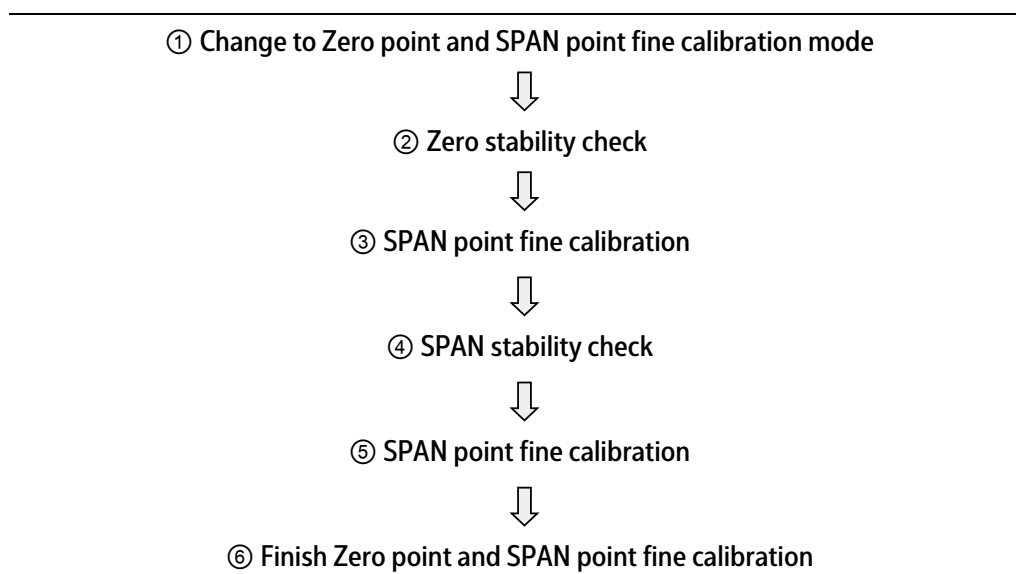 ① Change to Zero point and SPAN point fine calibration mode
② Zero stability check
③ SPAN point fine calibration
④ SPAN stability check
⑤ SPAN point fine calibration
⑥ Finish Zero point and SPAN point fine calibration